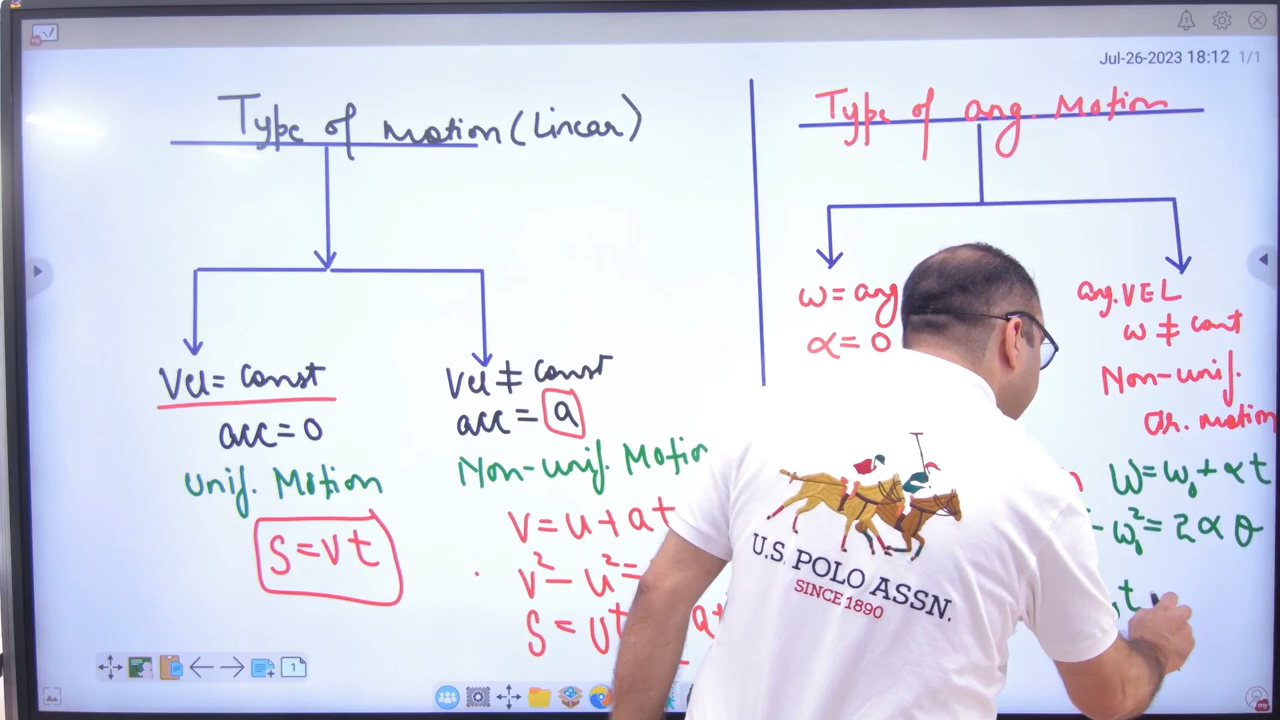 Jul-26-2023 18:12 1/1
Type of motion (Linear)
Vel = const
acc = 0
Unif. Motion
S = vt
Vel ≠ const
acc = a
Non-unif. Motion
v = u + at
v² - u² =
S = ut
Type of ang. Motion
ω = ang
α = 0
ang. VEL
ω ≠ cont
Non-unif.
Cir. motion
W = ω₀ + αt
- ω₀² = 2αθ
t
U.S. POLO ASSN.
SINCE 1890
1